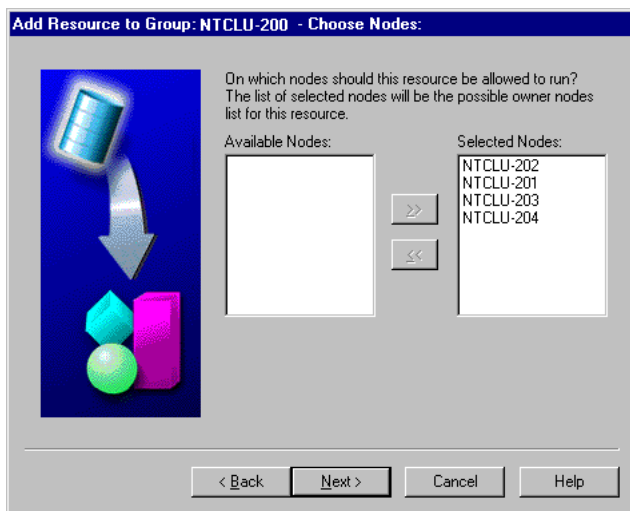 Add Resource to Group: NTCLU-200 - Choose Nodes:
On which nodes should this resource be allowed to run?
The list of selected nodes will be the possible owner nodes
list for this resource.
Available Nodes:
Selected Nodes:
NTCLU-202
NTCLU-201
NTCLU-203
NTCLU-204
>>
<<
< Back
Next >
Cancel
Help